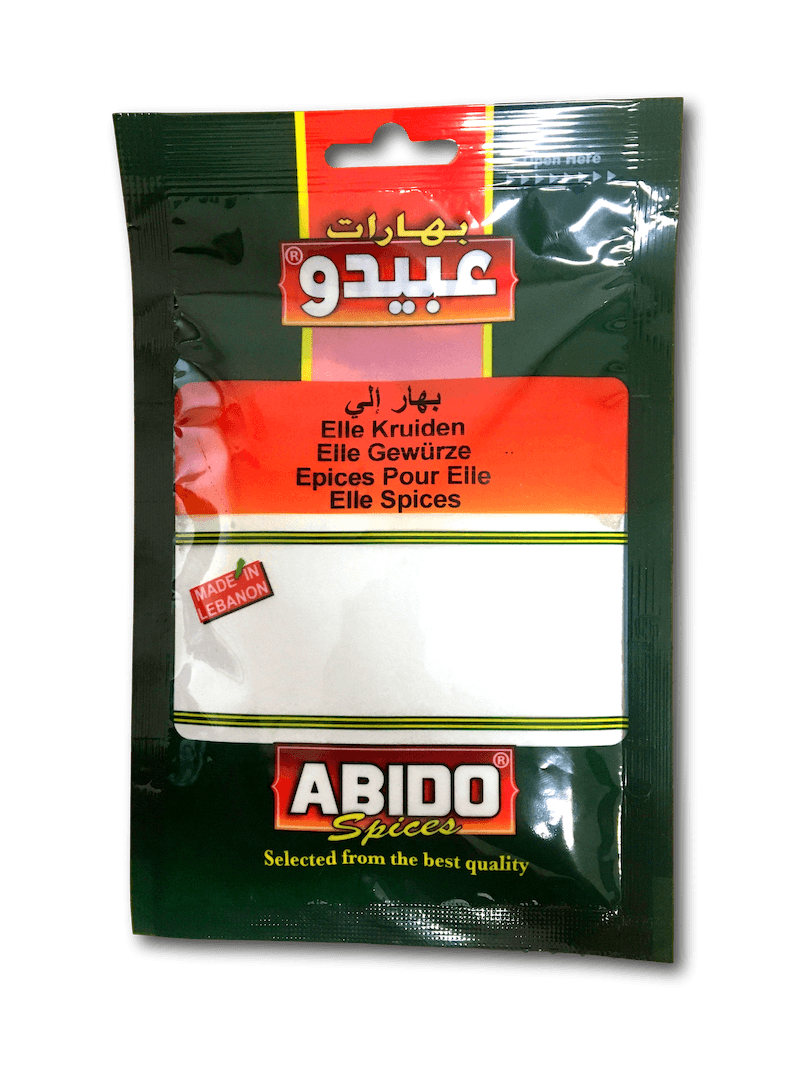 Open Here
بهارات
عبيدو®
بهار إلي
Elle Kruiden
Elle Gewürze
Epices Pour Elle
Elle Spices
MADE IN
LEBANON
ABIDO®
Spices
Selected from the best quality